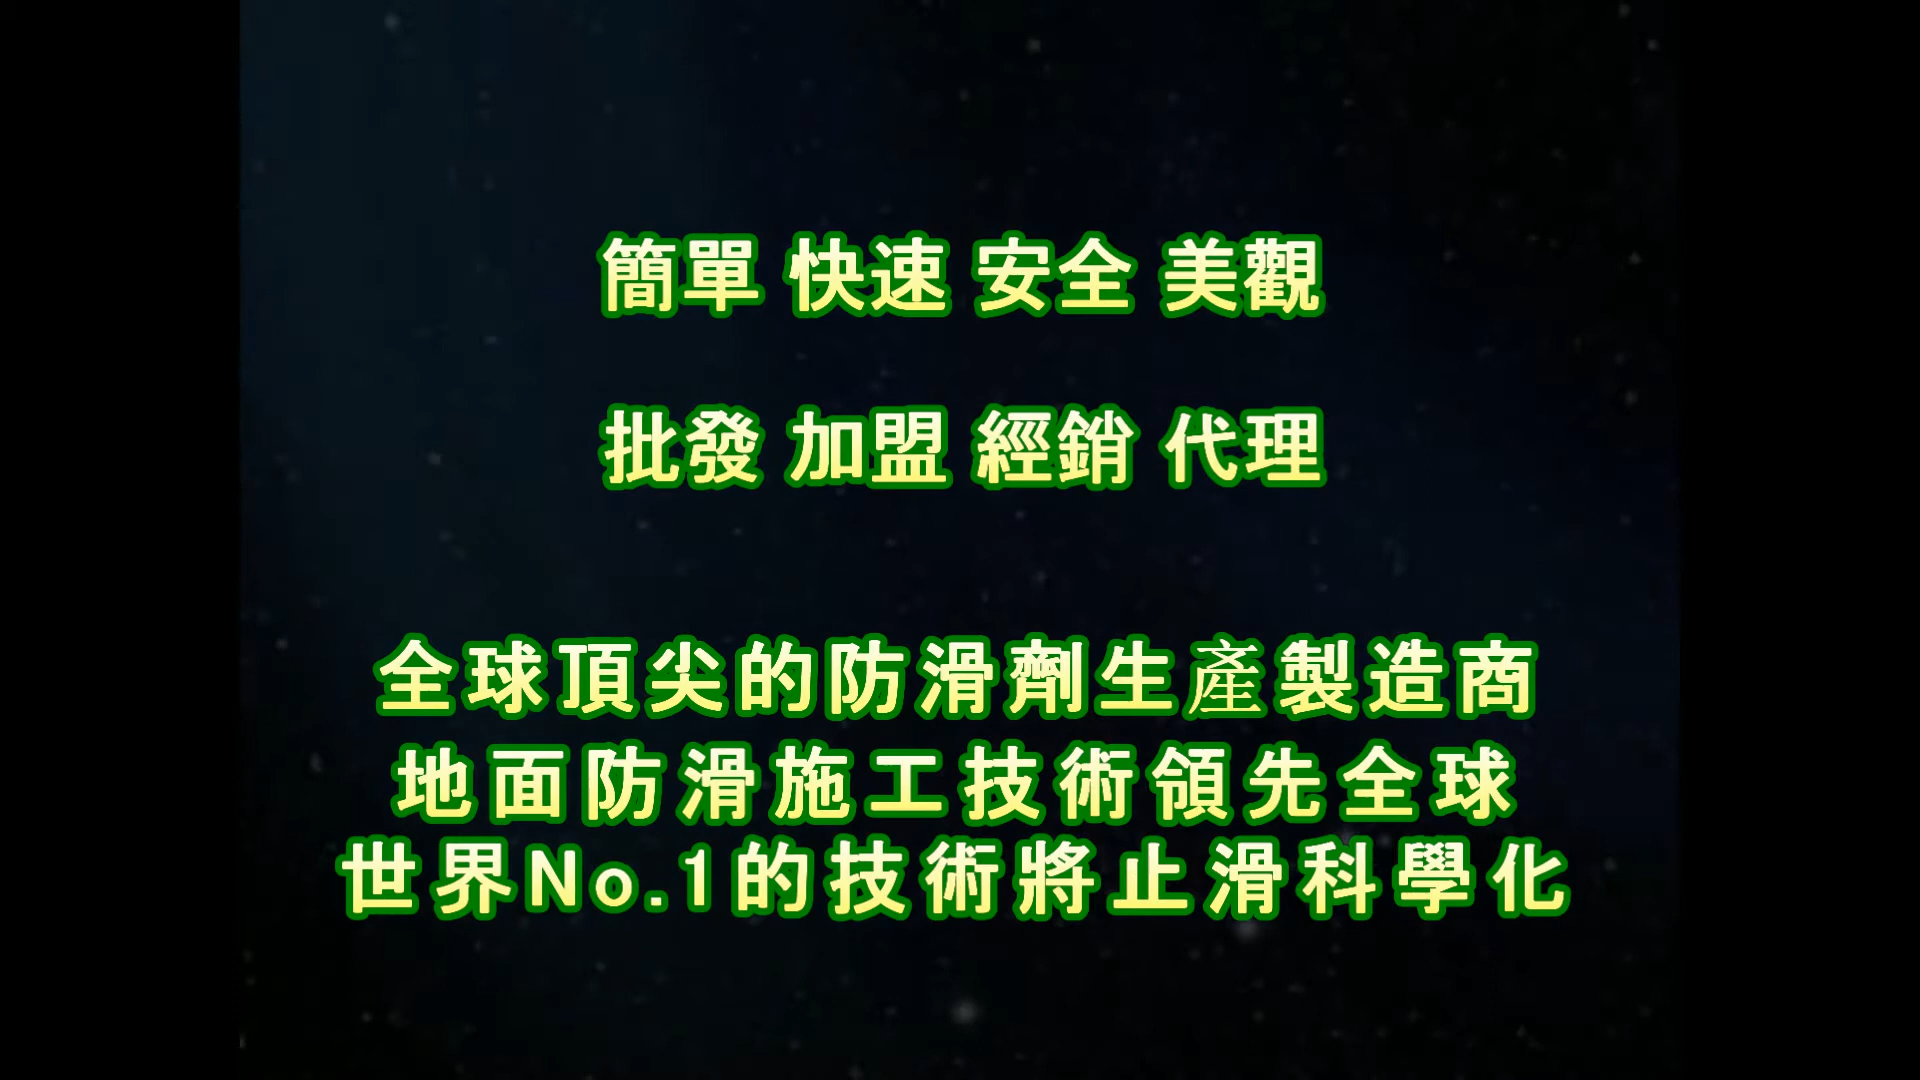 簡單 快速 安全 美觀
批發 加盟 經銷 代理
全球頂尖的防滑劑生產製造商
地面防滑施工技術領先全球
世界No.1的技術將止滑科學化